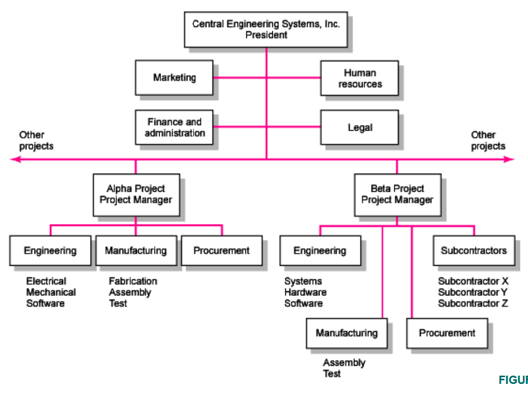 Central Engineering Systems, Inc.
President
Marketing
Human
resources
Finance and
administration
Legal
Other
projects
Other
projects
Alpha Project
Project Manager
Beta Project
Project Manager
Engineering
Manufacturing
Procurement
Engineering
Subcontractors
Electrical
Mechanical
Software
Fabrication
Assembly
Test
Systems
Hardware
Software
Subcontractor X
Subcontractor Y
Subcontractor Z
Manufacturing
Procurement
Assembly
Test
FIGU